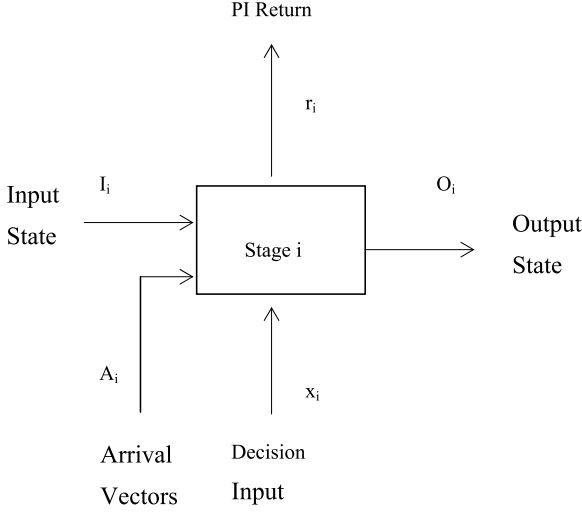 PI Return
rᵢ
Iᵢ
Input
State
Oᵢ
Output
State
Stage i
Aᵢ
xᵢ
Arrival
Vectors
Decision
Input